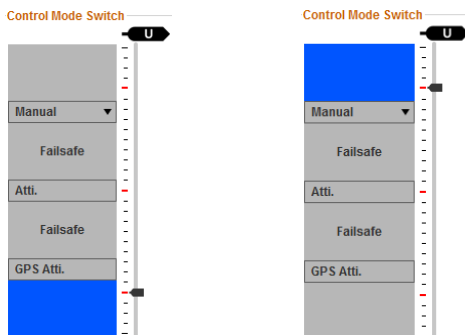 Control Mode Switch
U
Manual
Failsafe
Atti.
Failsafe
GPS Atti.
Control Mode Switch
U
Manual
Failsafe
Atti.
Failsafe
GPS Atti.